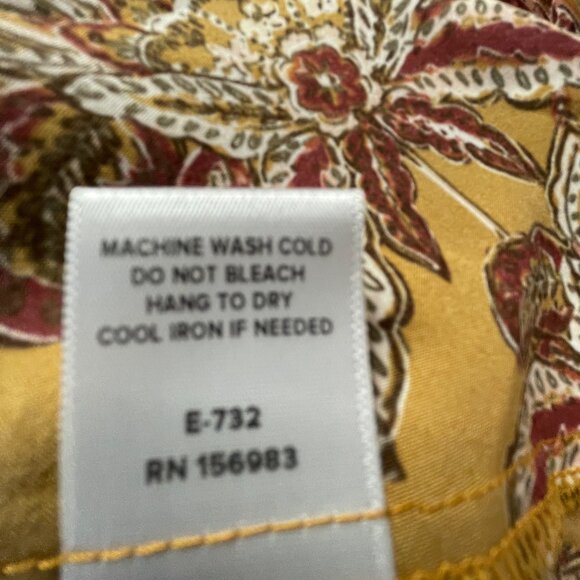 MACHINE WASH COLD
DO NOT BLEACH
HANG TO DRY
COOL IRON IF NEEDED
E-732
RN 156983